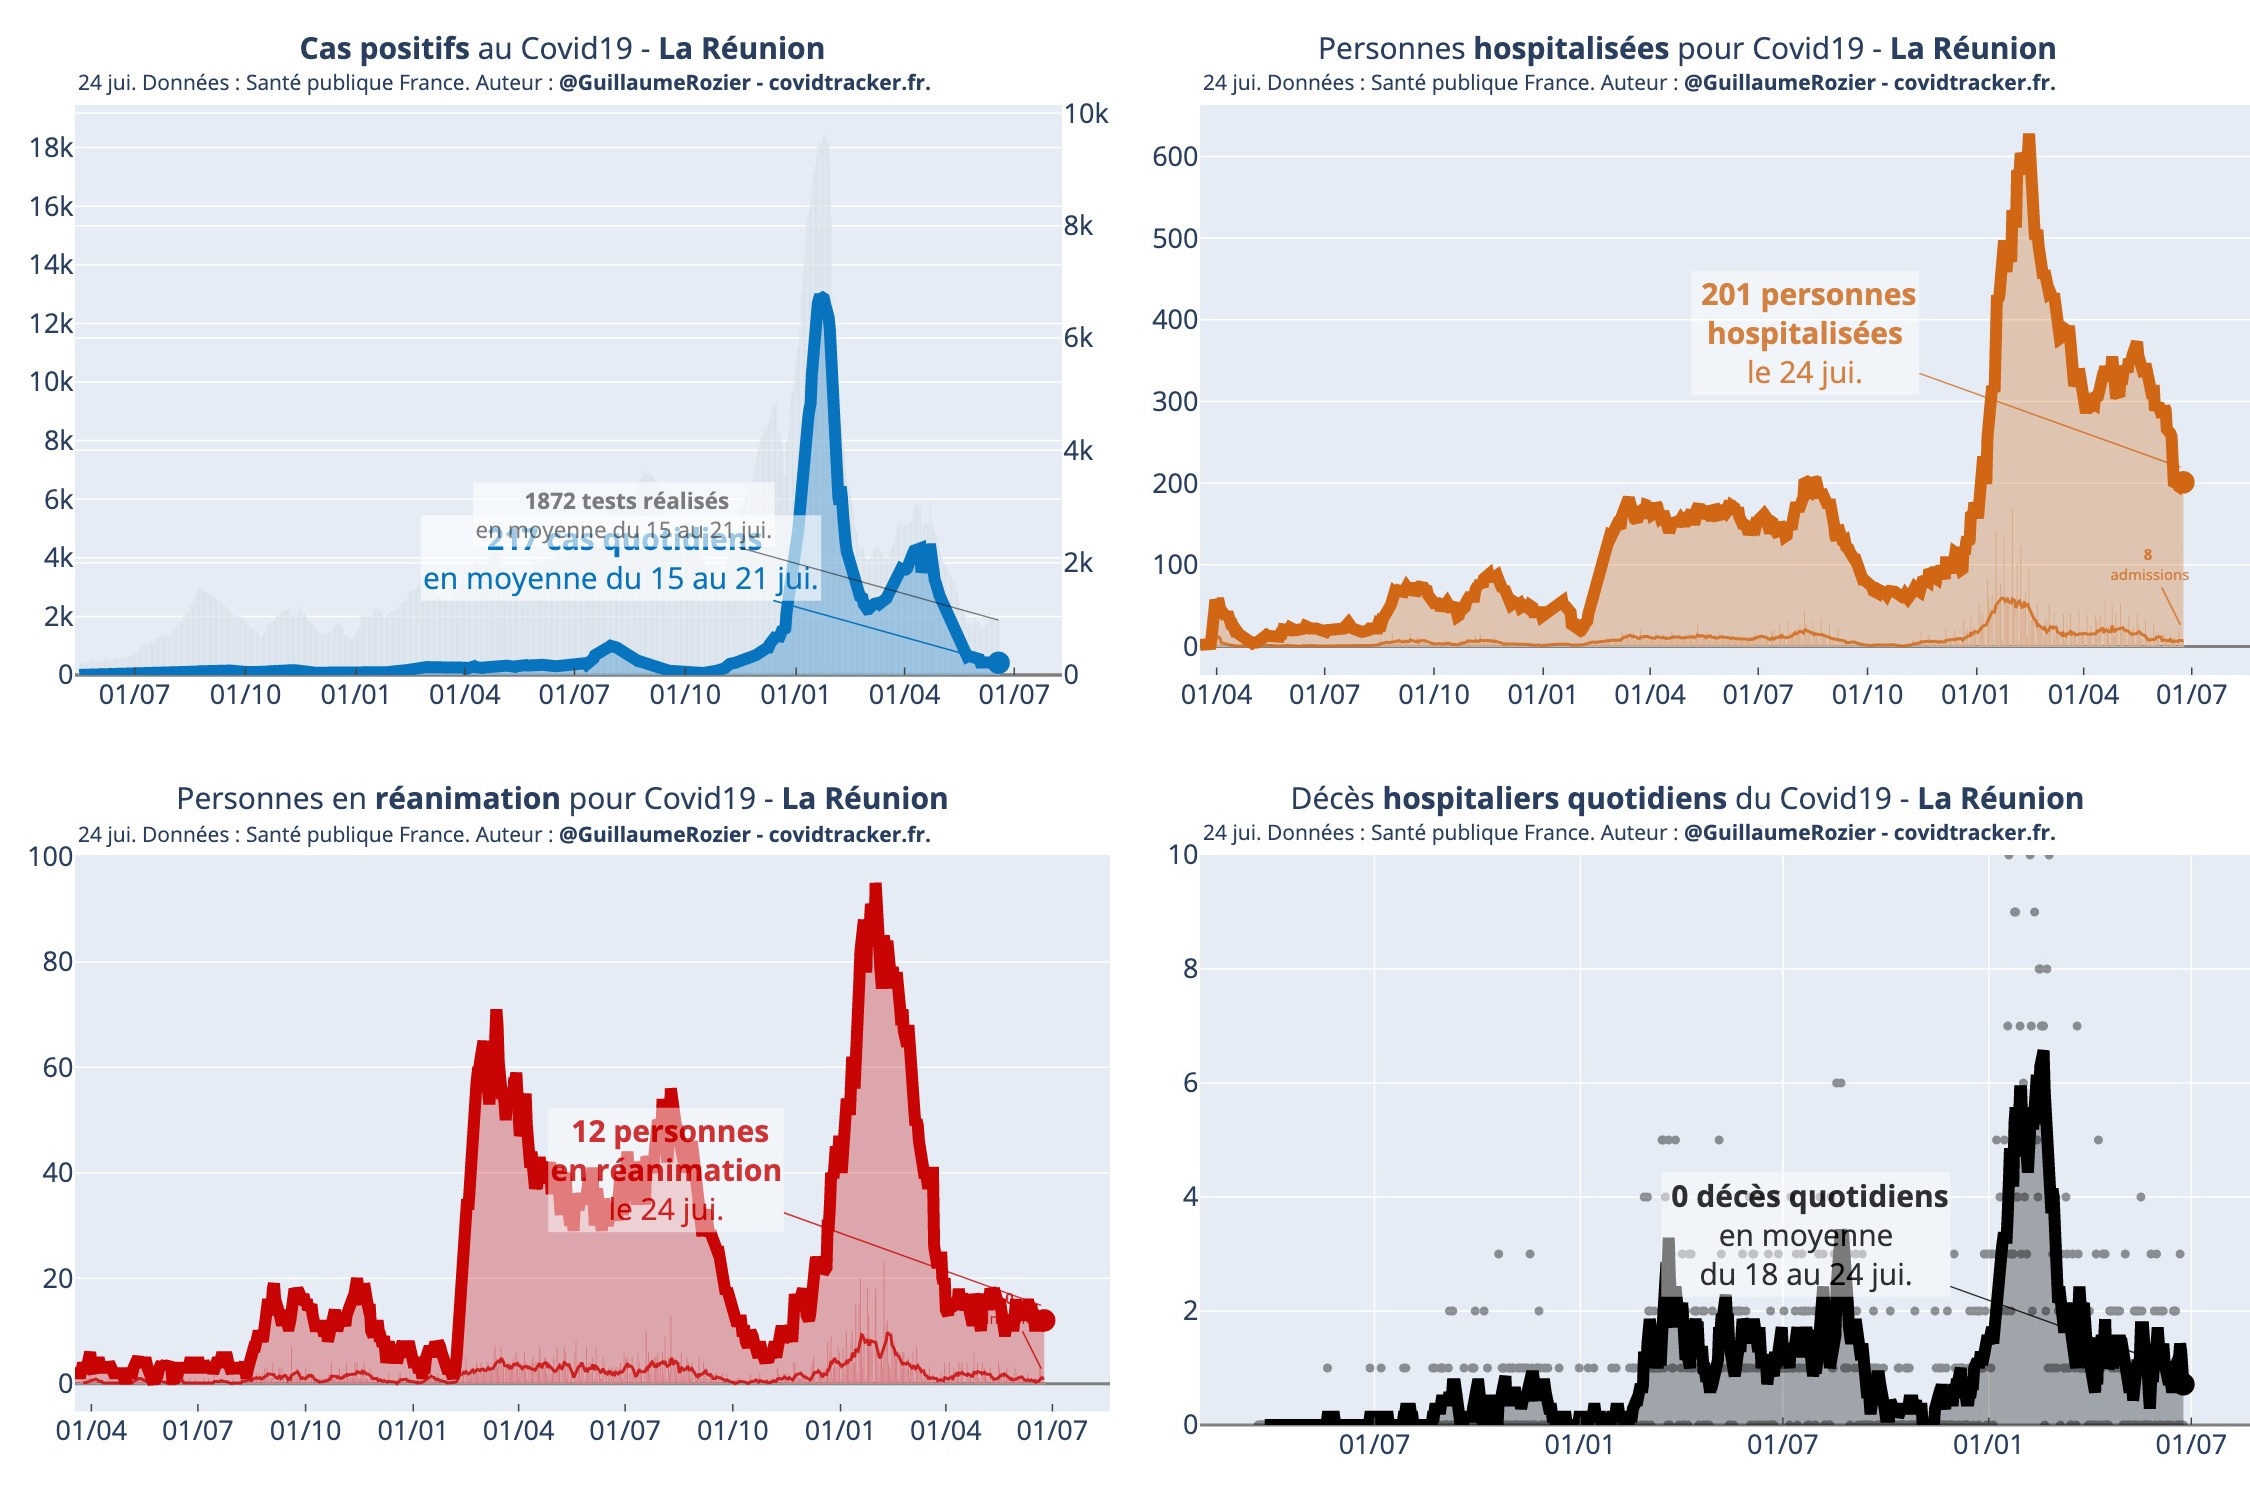 Cas positifs au Covid19 - La Réunion
24 jui. Données : Santé publique France. Auteur : @GuillaumeRozier - covidtracker.fr.
10k
18k
16k
8k
14k
12k
6k
10k
8k
4k
6k
1872 tests réalisés
en moyenne du 15 au 21 jui.
217 cas quotidiens
en moyenne du 15 au 21 jui.
4k
2k
2k
0
0
01/07 01/10 01/01 01/04 01/07 01/10 01/01 01/04 01/07
Personnes hospitalisées pour Covid19 - La Réunion
24 jui. Données : Santé publique France. Auteur : @GuillaumeRozier - covidtracker.fr.
600
500
400
300
200
100
0
201 personnes
hospitalisées
le 24 jui.
8
admissions
01/04 01/07 01/10 01/01 01/04 01/07 01/10 01/01 01/04 01/07
Personnes en réanimation pour Covid19 - La Réunion
24 jui. Données : Santé publique France. Auteur : @GuillaumeRozier - covidtracker.fr.
100
80
60
40
20
0
12 personnes
en réanimation
le 24 jui.
01/04 01/07 01/10 01/01 01/04 01/07 01/10 01/01 01/04 01/07
Décès hospitaliers quotidiens du Covid19 - La Réunion
24 jui. Données : Santé publique France. Auteur : @GuillaumeRozier - covidtracker.fr.
10
8
6
4
2
0
0 décès quotidiens
en moyenne
du 18 au 24 jui.
01/07 01/01 01/07 01/01 01/07